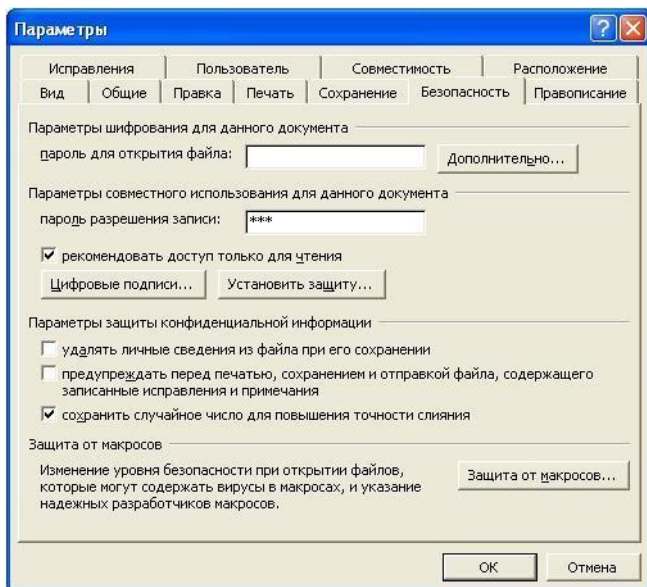 Параметры
?
X
Исправления Пользователь Совместимость Расположение
Вид Общие Правка Печать Сохранение Безопасность Правописание
Параметры шифрования для данного документа
пароль для открытия файла: Дополнительно...
Параметры совместного использования для данного документа
пароль разрешения записи: ***
рекомендовать доступ только для чтения
Цифровые подписи... Установить защиту...
Параметры защиты конфиденциальной информации
удалять личные сведения из файла при его сохранении
предупреждать перед печатью, сохранением и отправкой файла, содержащего
записанные исправления и примечания
сохранить случайное число для повышения точности слияния
Защита от макросов
Изменение уровня безопасности при открытии файлов,
которые могут содержать вирусы в макросах, и указание
надежных разработчиков макросов.
Защита от макросов...
ОК Отмена